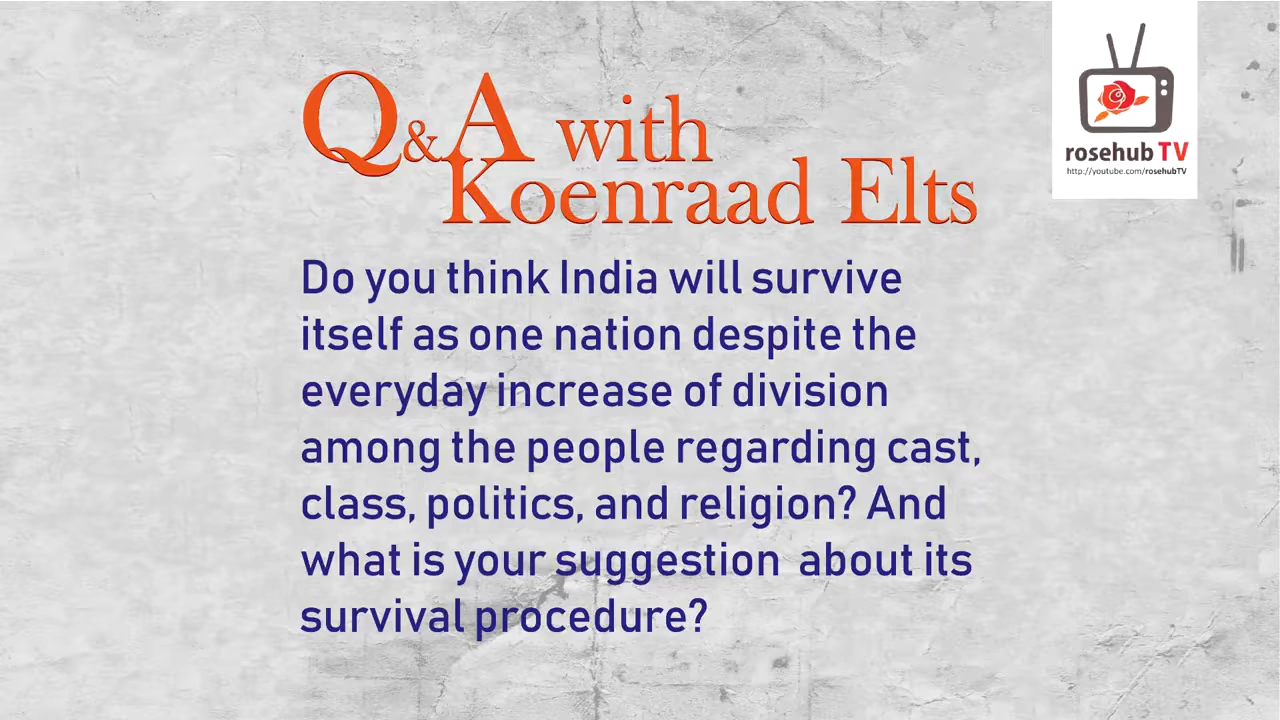 Q&A with
Koenraad Elts
rosehub TV
http://youtube.com/rosehubTV
Do you think India will survive
itself as one nation despite the
everyday increase of division
among the people regarding cast,
class, politics, and religion? And
what is your suggestion about its
survival procedure?